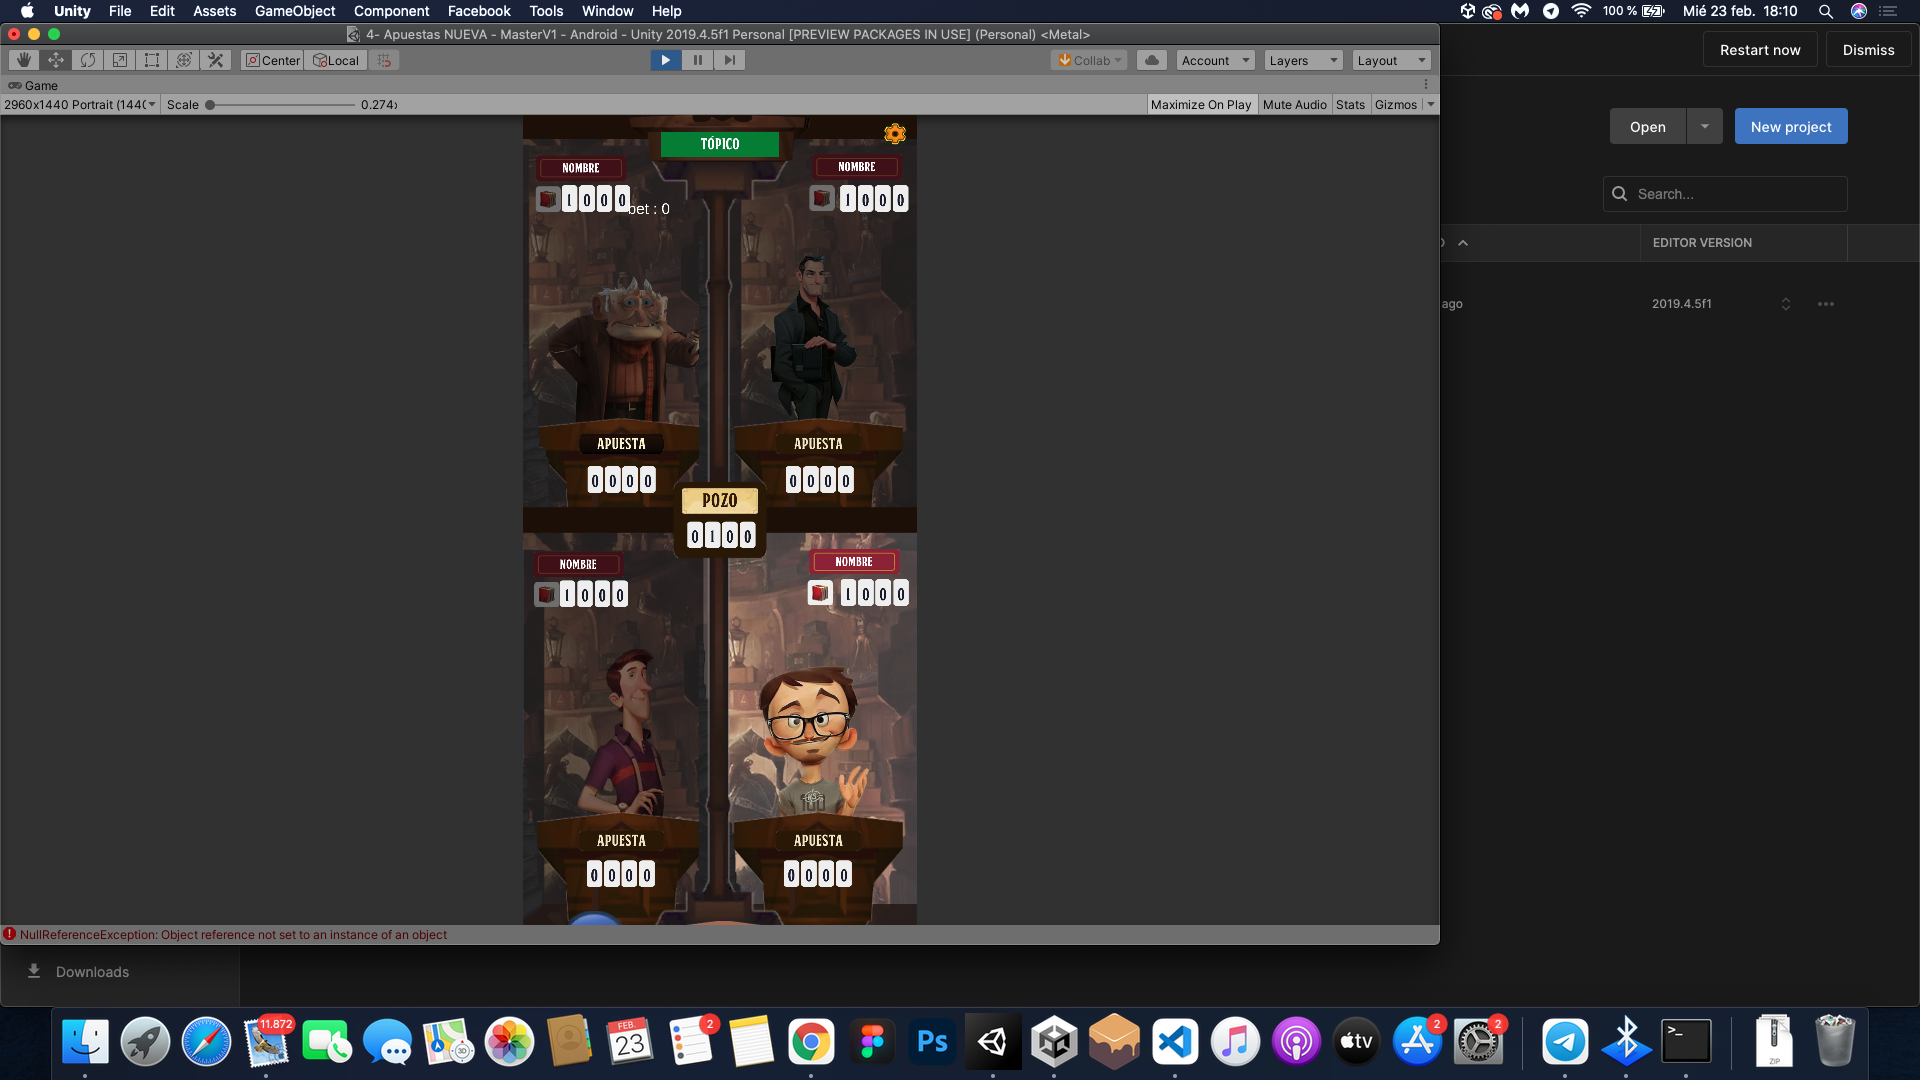 Unity File Edit Assets GameObject Component Facebook Tools Window Help
100 % Mié 23 feb. 18:10
4- Apuestas NUEVA - MasterV1 - Android - Unity 2019.4.5f1 Personal [PREVIEW PACKAGES IN USE] (Personal) <Metal>
Restart now Dismiss
Center Local Collab Account Layers Layout
Game
2960x1440 Portrait (144( Scale 0.274 Maximize On Play Mute Audio Stats Gizmos
Open New project
Search...
EDITOR VERSION
ago 2019.4.5f1
TÓPICO
NOMBRE NOMBRE
1000 1000
bet : 0
APUESTA APUESTA
0000 0000
POZO
0100
NOMBRE NOMBRE
1000 1000
100
APUESTA APUESTA
0000 0000
NullReferenceException: Object reference not set to an instance of an object
Downloads
11.872 3D FEB. 23 2 Ps tv 2 2 >_ ZIP